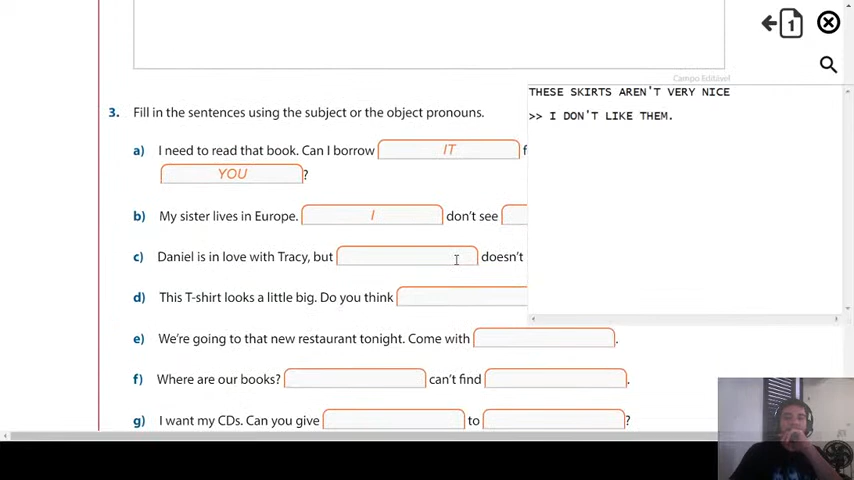 1
Campo Editável
THESE SKIRTS AREN'T VERY NICE
>> I DON'T LIKE THEM.
3. Fill in the sentences using the subject or the object pronouns.
a) I need to read that book. Can I borrow IT f
YOU ?
b) My sister lives in Europe. I don't see
c) Daniel is in love with Tracy, but doesn't
d) This T-shirt looks a little big. Do you think
e) We're going to that new restaurant tonight. Come with .
f) Where are our books? can't find .
g) I want my CDs. Can you give to ?